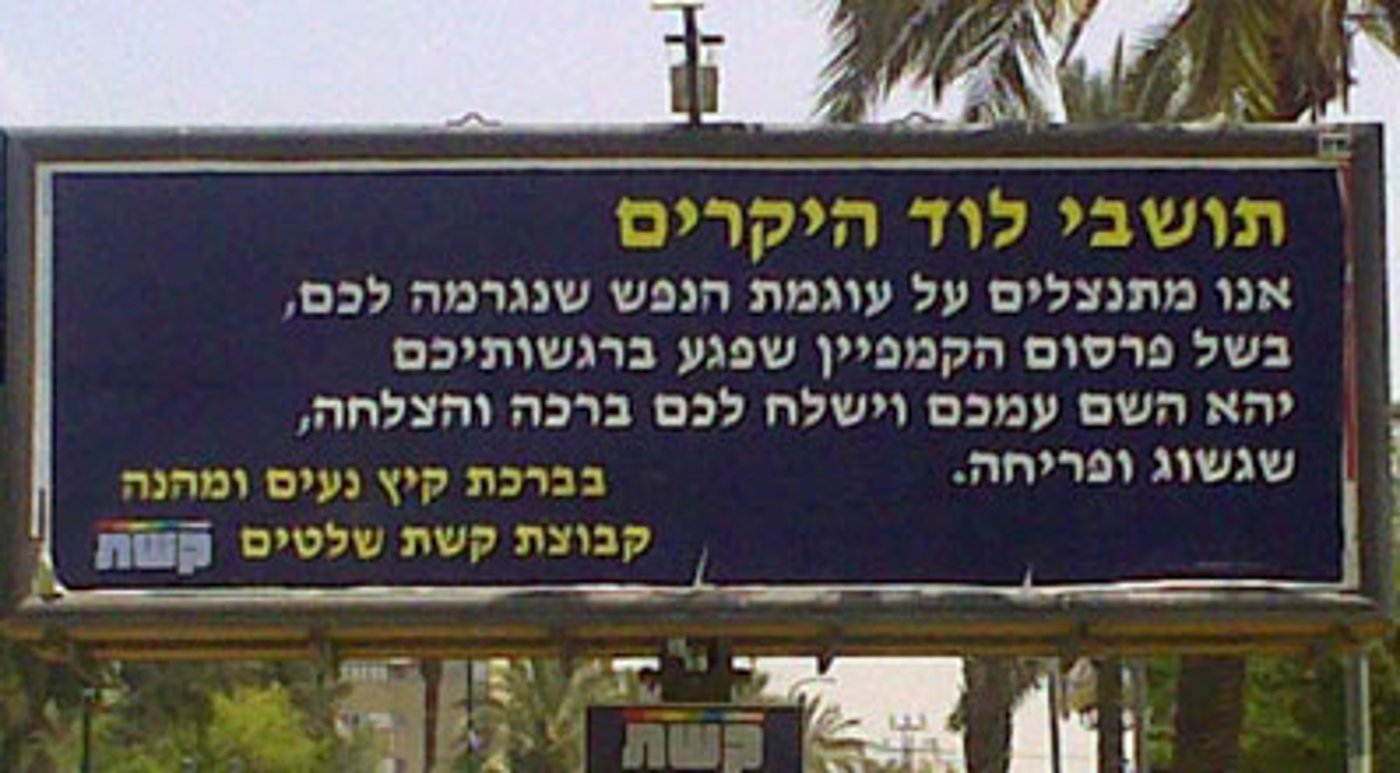 תושבי לוד היקרים
אנו מתנצלים על עוגמת הנפש שנגרמה לכם,
בשל פרסום הקמפיין שפגע ברגשותיכם
יהא השם עמכם וישלח לכם ברכה והצלחה,
שגשוג ופריחה.
בברכת קיץ נעים ומהנה
קבוצת קשת שלטים
קשת
קשת